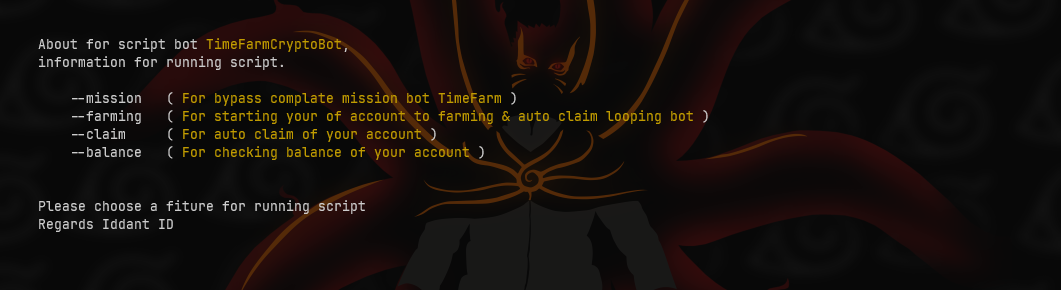 About for script bot TimeFarmCryptoBot,
information for running script.
--mission ( For bypass complate mission bot TimeFarm )
--farming ( For starting your of account to farming & auto claim looping bot )
--claim ( For auto claim of your account )
--balance ( For checking balance of your account )
Please choose a fiture for running script
Regards Iddant ID